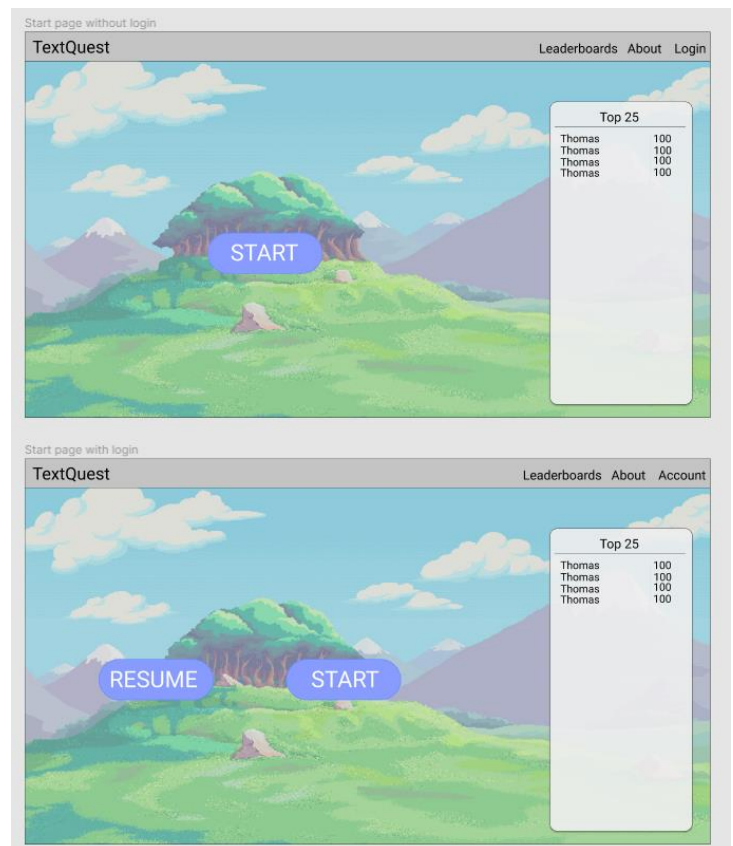 Start page without login
TextQuest Leaderboards About Login
Top 25
Thomas 100
Thomas 100
Thomas 100
Thomas 100
START
Start page with login
TextQuest Leaderboards About Account
Top 25
Thomas 100
Thomas 100
Thomas 100
Thomas 100
RESUME START